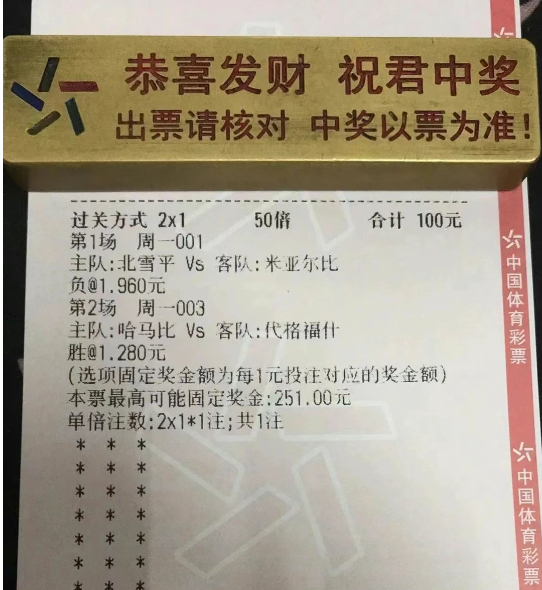 恭喜发财 祝君中奖
出票请核对 中奖以票为准!
过关方式 2x1 50倍 合计 100元
第1场 周一001
主队:北雪平 Vs 客队:米亚尔比
负@1.960元
第2场 周一003
主队:哈马比 Vs 客队:代格福什
胜@1.280元
(选项固定奖金额为每1元投注对应的奖金额)
本票最高可能固定奖金:251.00元
单倍注数:2x1*1注;共1注
* * *
* * *
* * *
* * *
* * *
* * *
* * *
中国体育彩票
中国体育彩票